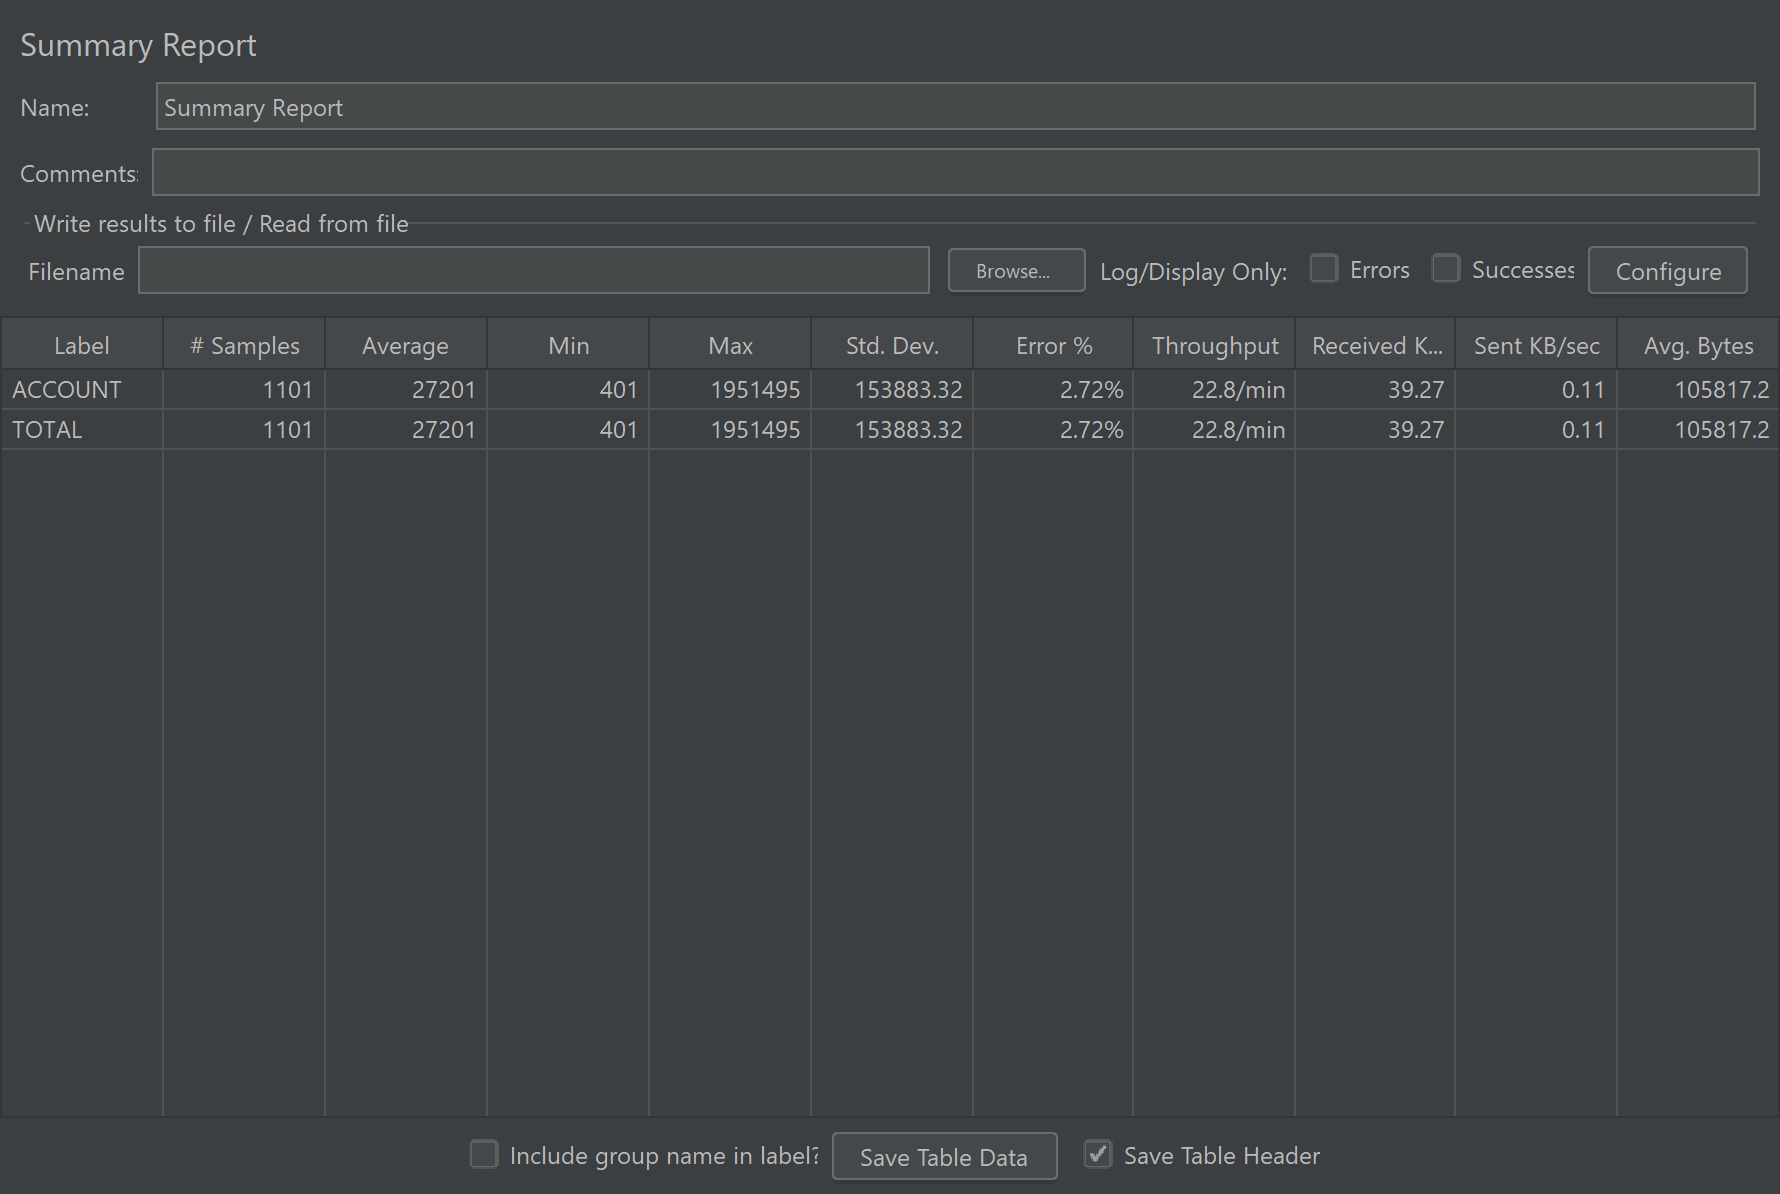 Summary Report
Name: Summary Report
Comments:
Write results to file / Read from file
Filename Browse... Log/Display Only: Errors Successes Configure
Label # Samples Average Min Max Std. Dev. Error % Throughput Received K... Sent KB/sec Avg. Bytes
ACCOUNT 1101 27201 401 1951495 153883.32 2.72% 22.8/min 39.27 0.11 105817.2
TOTAL 1101 27201 401 1951495 153883.32 2.72% 22.8/min 39.27 0.11 105817.2
Include group name in label? Save Table Data Save Table Header